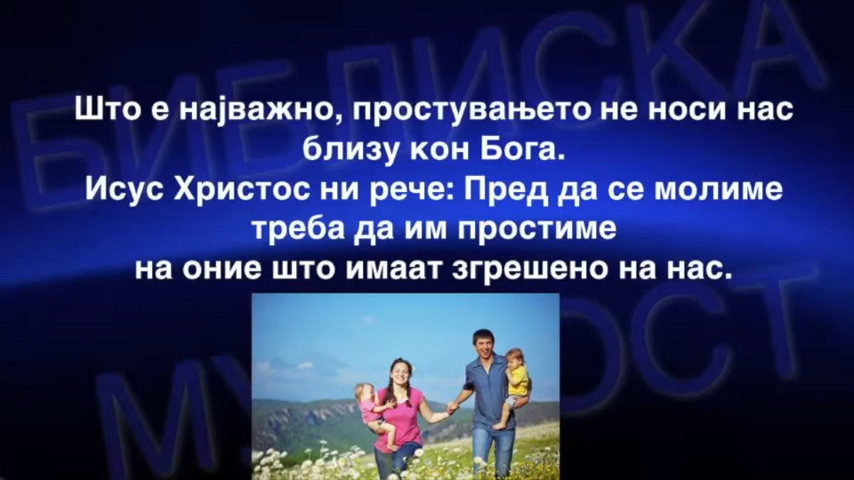 БИБЛИСКА
Што е најважно, простувањето не носи нас
близу кон Бога.
Исус Христос ни рече: Пред да се молиме
треба да им простиме
на оние што имаат згрешено на нас.